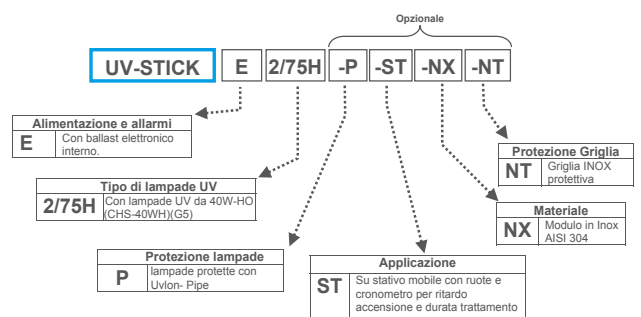 Opzionale
UV-STICK E 2/75H -P -ST -NX -NT
Alimentazione e allarmi
E Con ballast elettronico
interno.
Tipo di lampade UV
2/75H Con lampade UV da 40W-HO
(CHS-40WH)(G5)
Protezione lampade
P lampade protette con
Uvlon- Pipe
Applicazione
ST Su stativo mobile con ruote e
cronometro per ritardo
accensione e durata trattamento
Protezione Griglia
NT Griglia INOX
protettiva
Materiale
NX Modulo in Inox
AISI 304